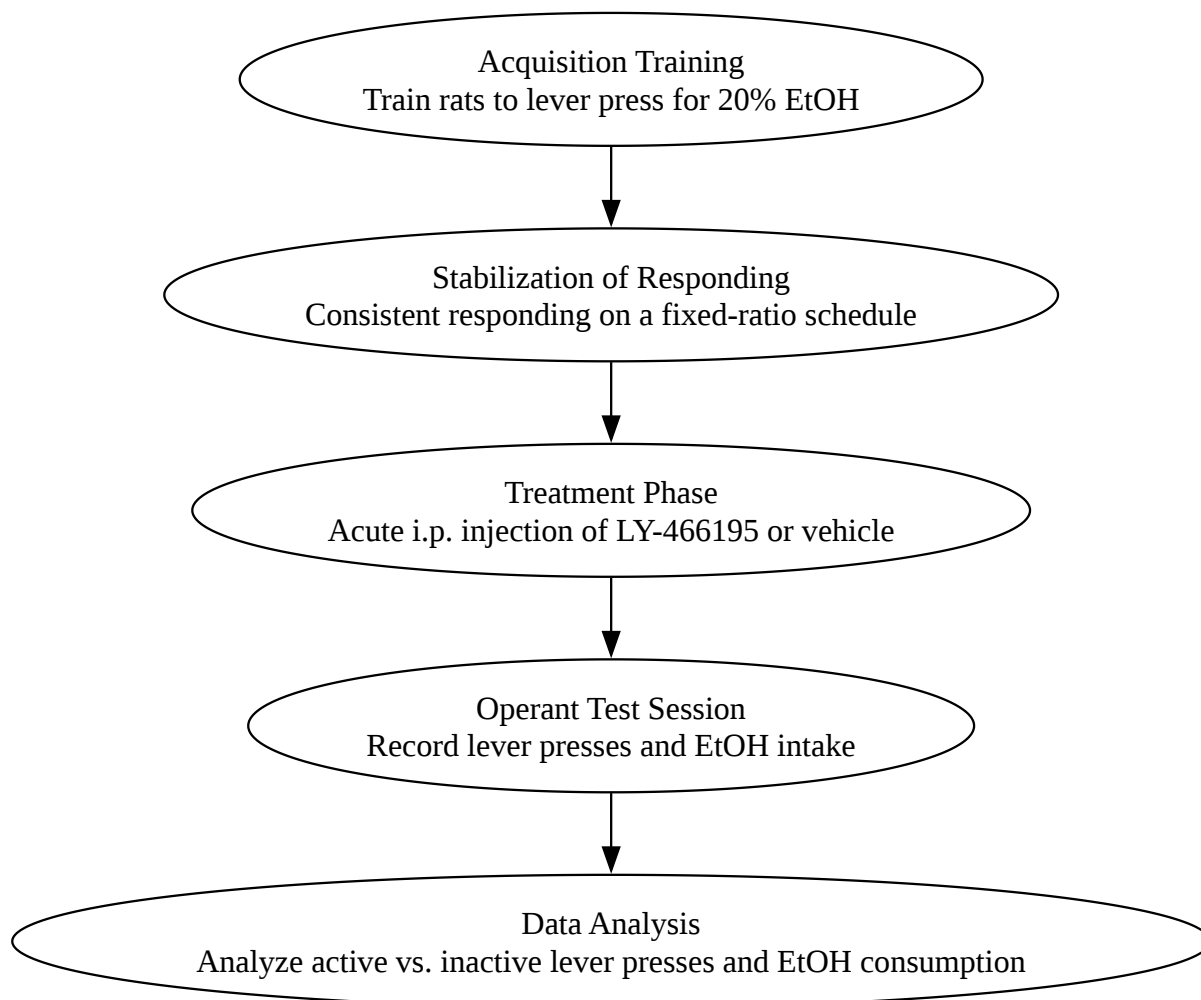 Acquisition Training
Train rats to lever press for 20% EtOH
Stabilization of Responding
Consistent responding on a fixed-ratio schedule
Treatment Phase
Acute i.p. injection of LY-466195 or vehicle
Operant Test Session
Record lever presses and EtOH intake
Data Analysis
Analyze active vs. inactive lever presses and EtOH consumption